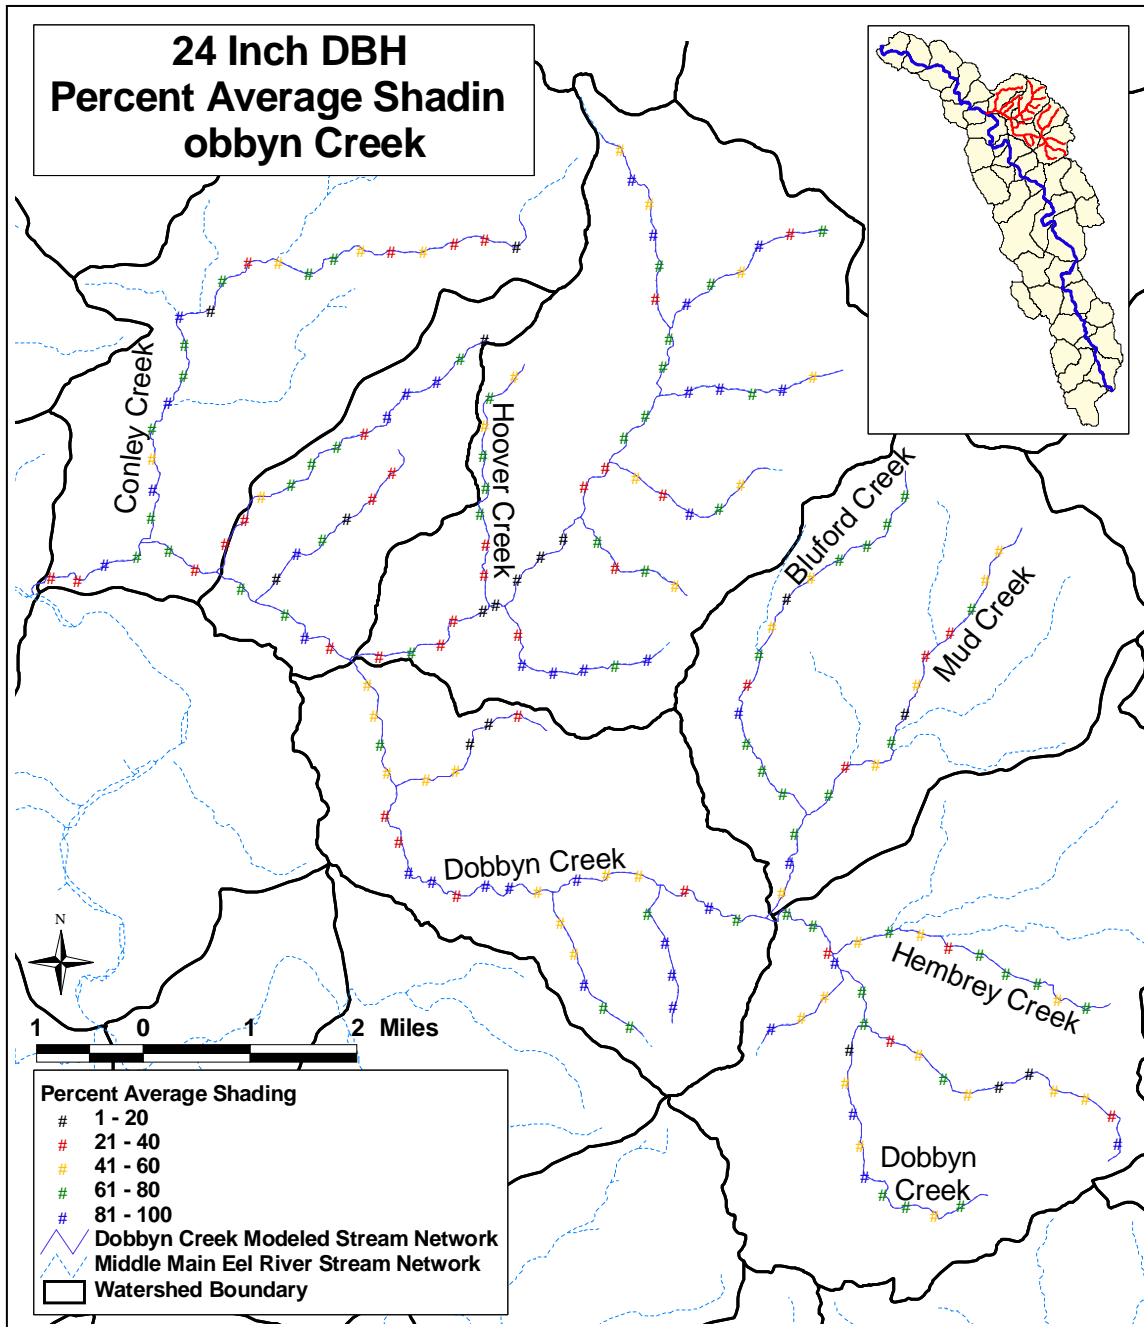 24 Inch DBH
Percent Average Shadin
obbyn Creek
Conley Creek
Hoover Creek
Bluford Creek
Mud Creek
Dobbyn Creek
Hembrey Creek
Dobbyn
Creek
N
1 0 1 2 Miles
Percent Average Shading
# 1 - 20
# 21 - 40
# 41 - 60
# 61 - 80
# 81 - 100
Dobbyn Creek Modeled Stream Network
Middle Main Eel River Stream Network
Watershed Boundary